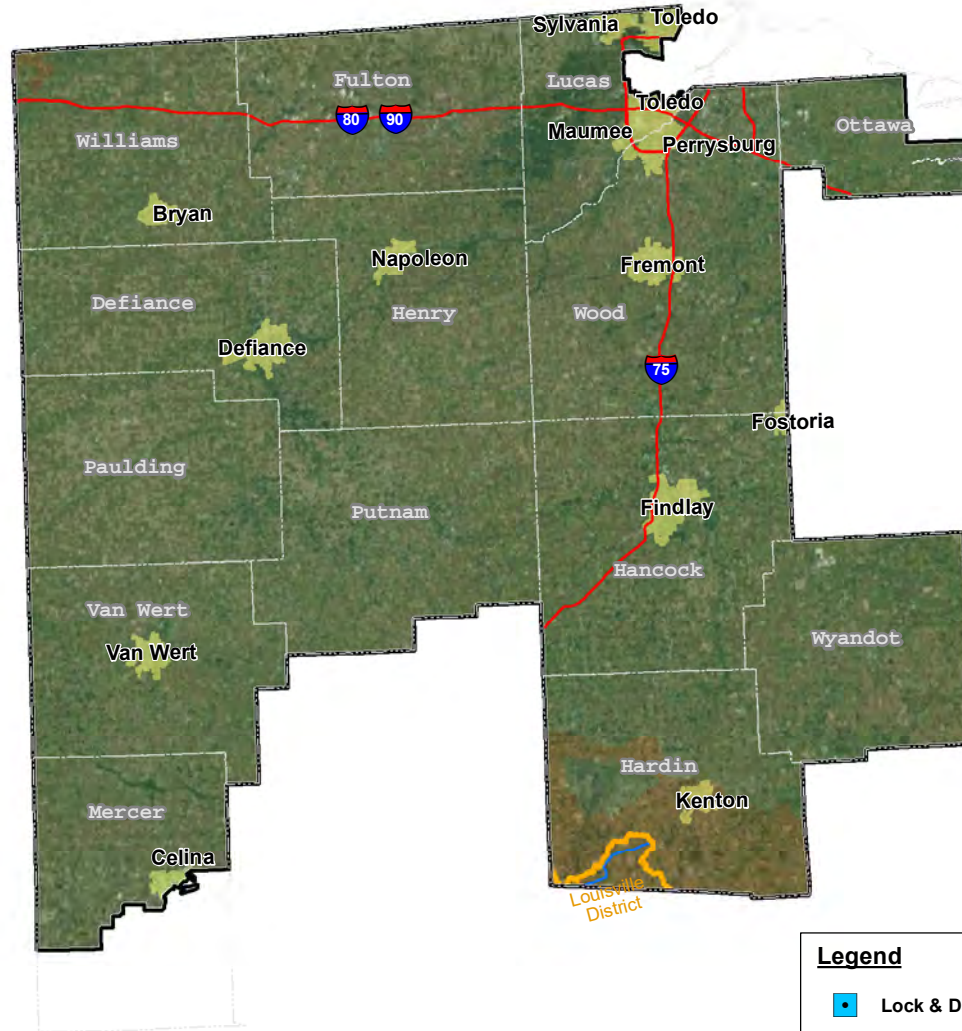 Sylvania
Toledo
Fulton
Lucas
80
90
Toledo
Maumee
Ottawa
Williams
Perrysburg
Bryan
Napoleon
Fremont
Defiance
Henry
Wood
Defiance
75
Fostoria
Paulding
Putnam
Findlay
Hancock
Van Wert
Wyandot
Van Wert
Hardin
Kenton
Mercer
Celina
Louisville
District
Legend
Lock & D